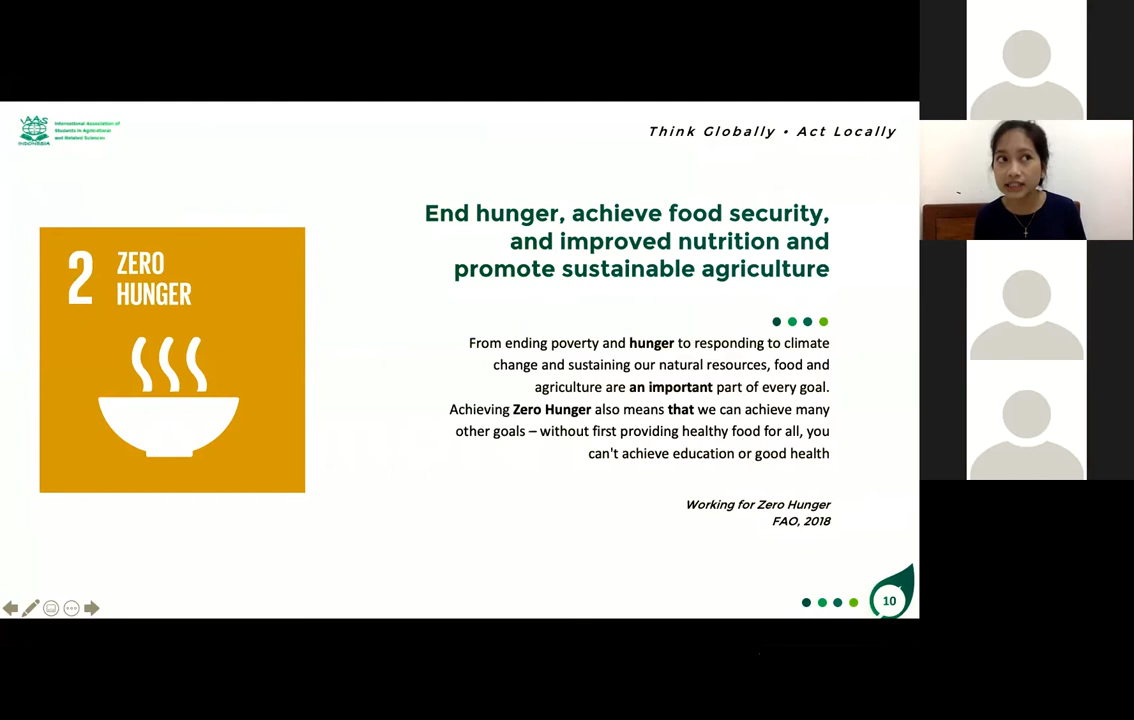 IAAS
INDONESIA
International Association of
Students in Agricultural
and Related Sciences
Think Globally • Act Locally
2 ZERO
HUNGER
End hunger, achieve food security,
and improved nutrition and
promote sustainable agriculture
From ending poverty and hunger to responding to climate
change and sustaining our natural resources, food and
agriculture are an important part of every goal.
Achieving Zero Hunger also means that we can achieve many
other goals – without first providing healthy food for all, you
can't achieve education or good health
Working for Zero Hunger
FAO, 2018
10